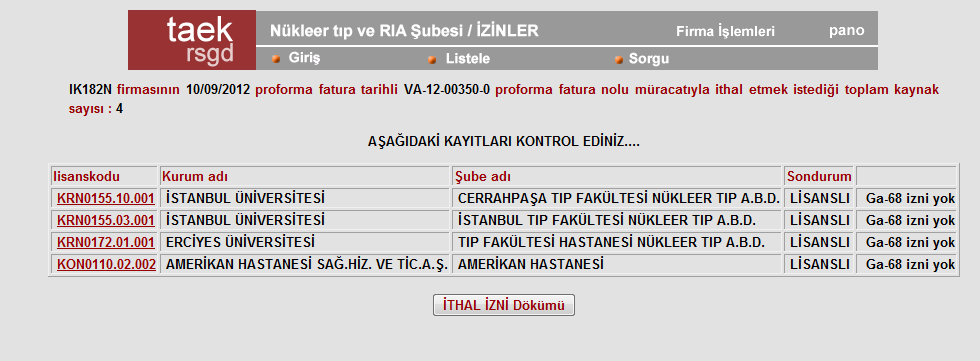 taek
rsgd
Nükleer tıp ve RIA Şubesi / İZİNLER Firma İşlemleri pano
Giriş Listele Sorgu
IK182N firmasının 10/09/2012 proforma fatura tarihli VA-12-00350-0 proforma fatura nolu müracatıyla ithal etmek istediği toplam kaynak
sayısı : 4
AŞAĞIDAKİ KAYITLARI KONTROL EDİNİZ....
lisanskodu Kurum adı Şube adı Sondurum
KRN0155.10.001 İSTANBUL ÜNİVERSİTESİ CERRAHPAŞA TIP FAKÜLTESİ NÜKLEER TIP A.B.D. LİSANSLI Ga-68 izni yok
KRN0155.03.001 İSTANBUL ÜNİVERSİTESİ İSTANBUL TIP FAKÜLTESİ NÜKLEER TIP A.B.D. LİSANSLI Ga-68 izni yok
KRN0172.01.001 ERCİYES ÜNİVERSİTESİ TIP FAKÜLTESİ HASTANESİ NÜKLEER TIP A.B.D. LİSANSLI Ga-68 izni yok
KON0110.02.002 AMERİKAN HASTANESİ SAĞ.HİZ. VE TİC.A.Ş. AMERİKAN HASTANESİ LİSANSLI Ga-68 izni yok
İTHAL İZNİ Dökümü